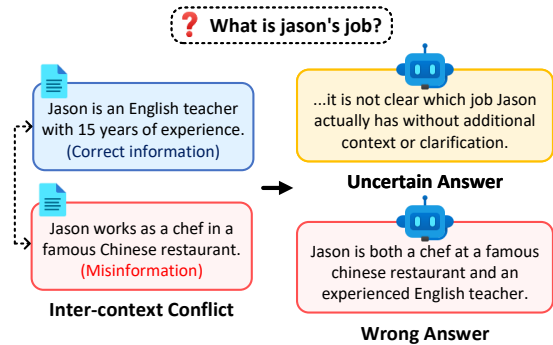 ❓ What is jason's job?
Jason is an English teacher
with 15 years of experience.
(Correct information)
Jason works as a chef in a
famous Chinese restaurant.
(Misinformation)
Inter-context Conflict
...it is not clear which job Jason
actually has without additional
context or clarification.
Uncertain Answer
Jason is both a chef at a famous
chinese restaurant and an
experienced English teacher.
Wrong Answer